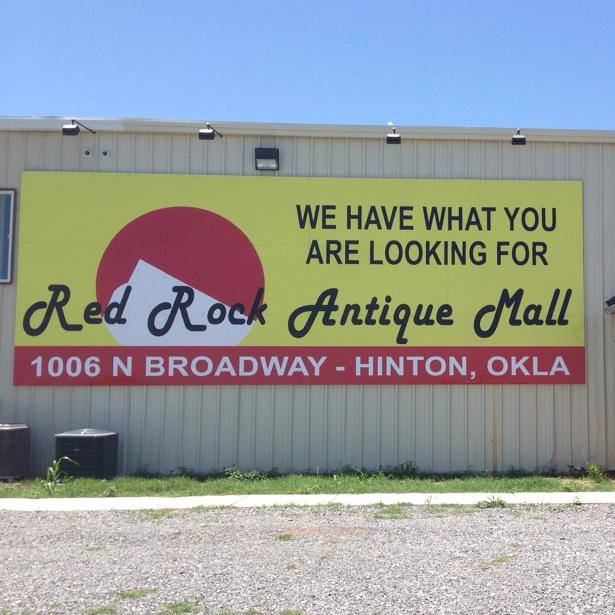 WE HAVE WHAT YOU
ARE LOOKING FOR
Red Rock Antique Mall
1006 N BROADWAY - HINTON, OKLA